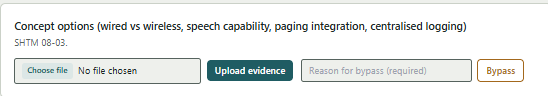 Concept options (wired vs wireless, speech capability, paging integration, centralised logging)
SHTM 08-03.
Choose file No file chosen Upload evidence Reason for bypass (required) Bypass